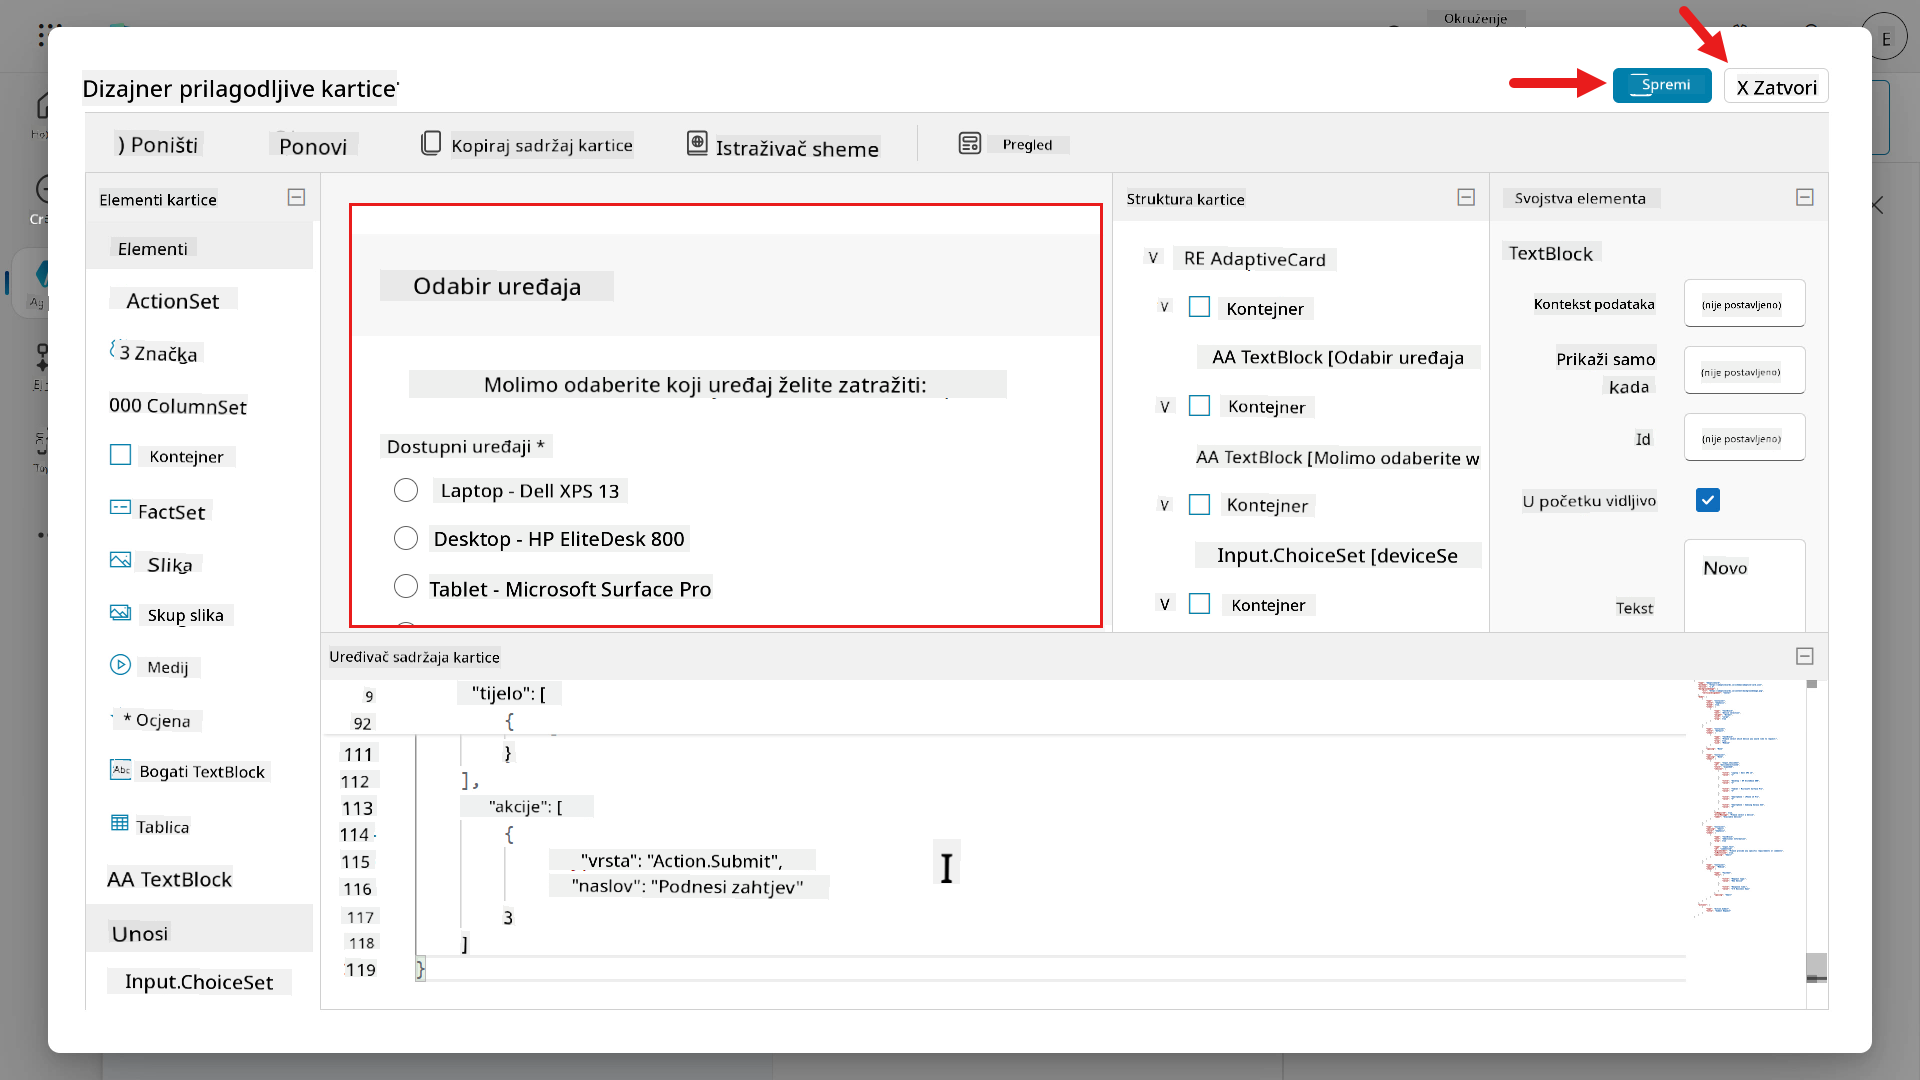 Okruženje
E
Dizajner prilagodljive kartice
Spremi
X Zatvori
) Poništi
Ponovi
Kopiraj sadržaj kartice
Istraživač sheme
Pregled
Elementi kartice
Elementi
ActionSet
3 Značka
000 ColumnSet
Kontejner
FactSet
Slika
Skup slika
Medij
* Ocjena
Abc Bogati TextBlock
Tablica
AA TextBlock
Unosi
Input.ChoiceSet
Odabir uređaja
Molimo odaberite koji uređaj želite zatražiti:
Dostupni uređaji *
Laptop - Dell XPS 13
Desktop - HP EliteDesk 800
Tablet - Microsoft Surface Pro
Struktura kartice
V RE AdaptiveCard
V Kontejner
AA TextBlock [Odabir uređaja
V Kontejner
AA TextBlock [Molimo odaberite w
V Kontejner
Input.ChoiceSet [deviceSe
V Kontejner
Svojstva elementa
TextBlock
Kontekst podataka (nije postavljeno)
Prikaži samo kada (nije postavljeno)
Id (nije postavljeno)
U početku vidljivo
Tekst Novo
Uređivač sadržaja kartice
9 "tijelo": [
92 {
111 }
112 ],
113 "akcije": [
114 {
115 "vrsta": "Action.Submit",
116 "naslov": "Podnesi zahtjev"
117 3
118 ]
119 }